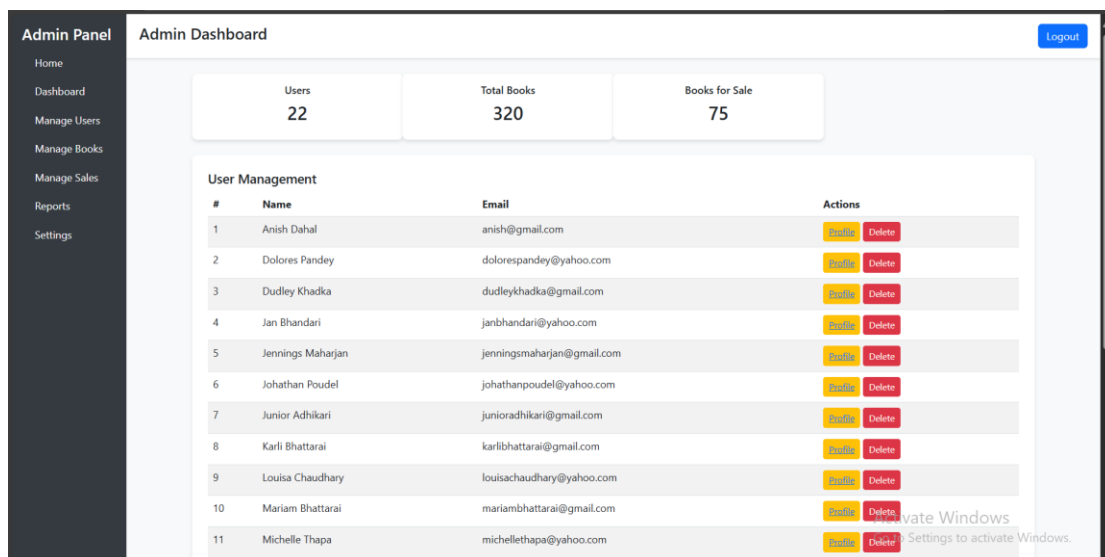 Admin Panel
Home
Dashboard
Manage Users
Manage Books
Manage Sales
Reports
Settings
Admin Dashboard
Logout
Users
22
Total Books
320
Books for Sale
75
User Management
# Name Email Actions
1 Anish Dahal anish@gmail.com Profile Delete
2 Dolores Pandey dolorespandey@yahoo.com Profile Delete
3 Dudley Khadka dudleykhadka@gmail.com Profile Delete
4 Jan Bhandari janbhandari@yahoo.com Profile Delete
5 Jennings Maharjan jenningsmaharjan@gmail.com Profile Delete
6 Johathan Poudel johathanpoudel@yahoo.com Profile Delete
7 Junior Adhikari junioradhikari@gmail.com Profile Delete
8 Karli Bhattarai karlibhattarai@gmail.com Profile Delete
9 Louisa Chaudhary louisachaudhary@yahoo.com Profile Delete
10 Mariam Bhattarai mariambhattarai@gmail.com Profile Delete
11 Michelle Thapa michellethapa@yahoo.com Profile Delete
Activate Windows
Go to Settings to activate Windows.